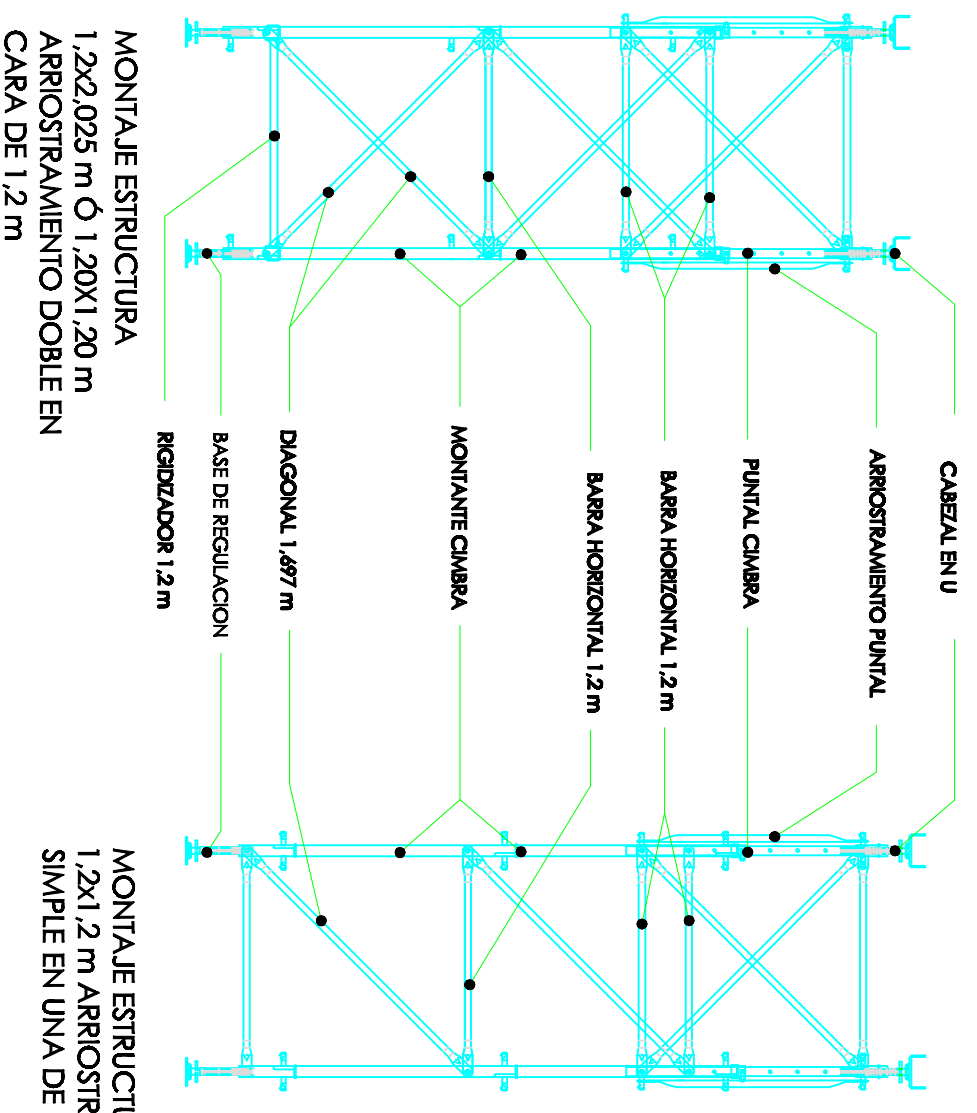 CABEZAL EN U
ARRIOSTRAMIENTO PUNTAL
PUNTAL CIMBRA
BARRA HORIZONTAL 1,2 m
BARRA HORIZONTAL 1,2 m
MONTANTE CIMBRA
DIAGONAL 1,697 m
BASE DE REGULACION
RIGIDIZADOR 1,2 m
MONTAJE ESTRUCTURA
1,2x2,025 m Ó 1,20X1,20 m
ARRIOSTRAMIENTO DOBLE EN
CARA DE 1,2 m
MONTAJE ESTRUCTU
1,2x1,2 m ARRIOSTR
SIMPLE EN UNA DE